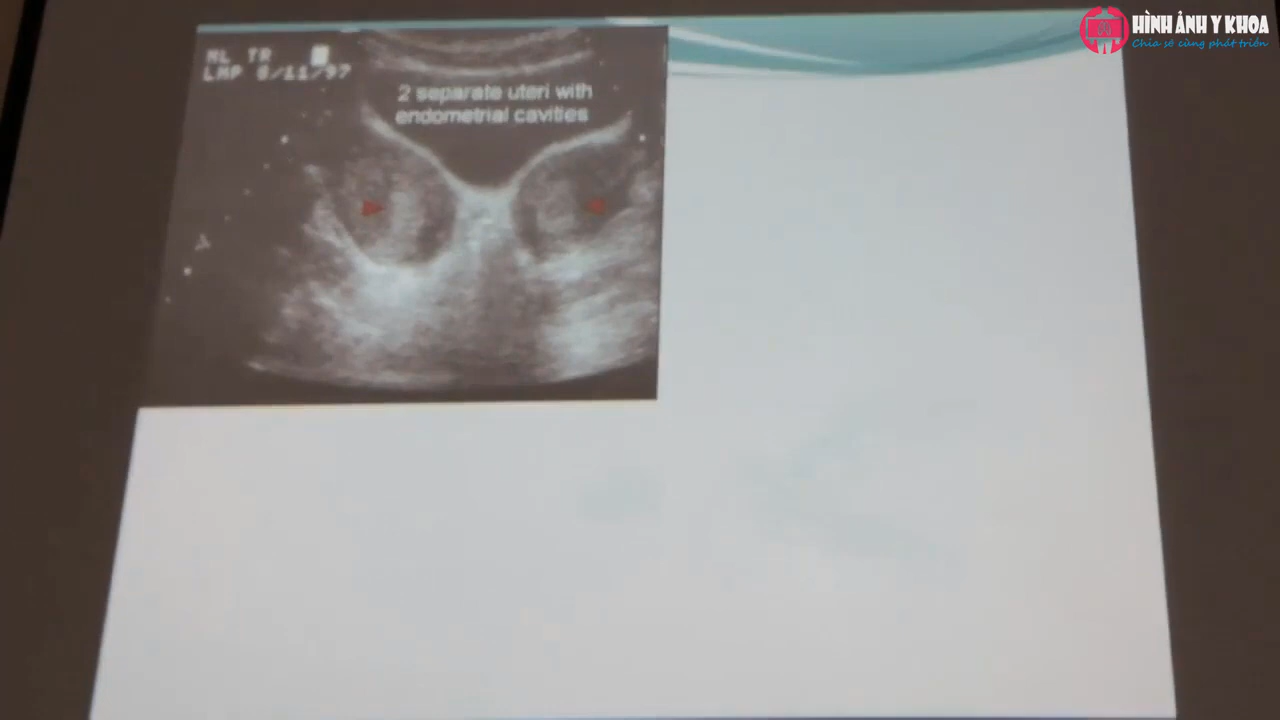 ML TR
LMP 8/11/97
2 separate uteri with
endometrial cavities
HÌNH ẢNH Y KHOA
Chia sẻ cùng phát triển